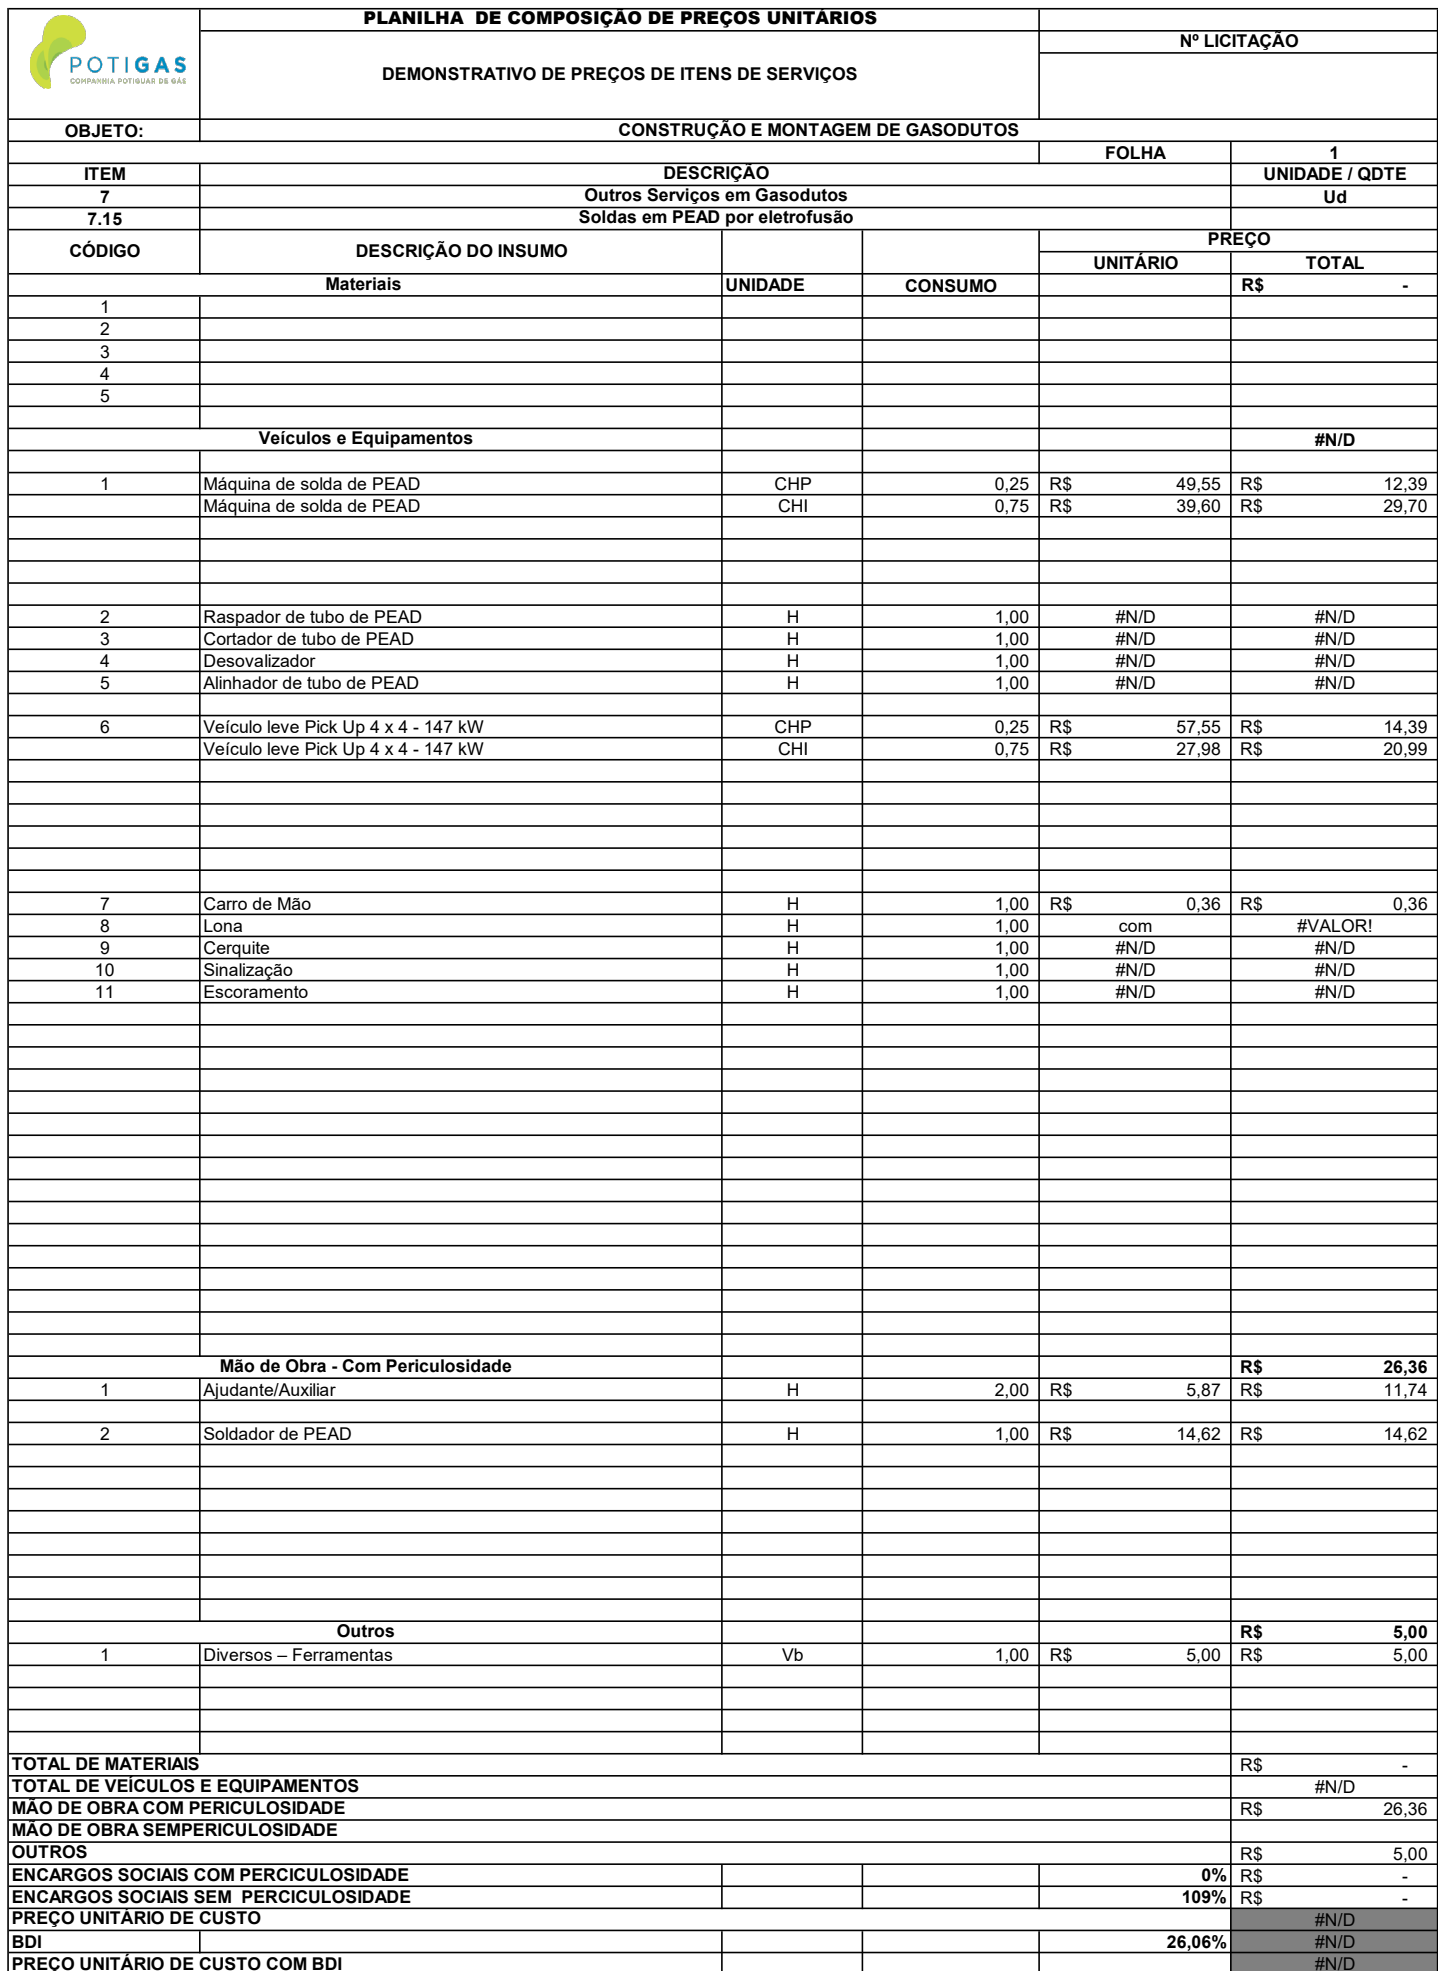 PLANILHA  DE COMPOSIÇÃO DE PREÇOS UNITÁRIOS
POTIGAS
COMPANHIA POTIGUAR DE GÁS
Nº LICITAÇÃO
DEMONSTRATIVO DE PREÇOS DE ITENS DE SERVIÇOS
OBJETO: CONSTRUÇÃO E MONTAGEM DE GASODUTOS
FOLHA 1
ITEM DESCRIÇÃO UNIDADE / QDTE
7 Outros Serviços em Gasodutos Ud
7.15 Soldas em PEAD por eletrofusão
CÓDIGO DESCRIÇÃO DO INSUMO PREÇO
UNITÁRIO TOTAL
Materiais UNIDADE CONSUMO R$ -
1
2
3
4
5
Veículos e Equipamentos #N/D
1 Máquina de solda de PEAD CHP 0,25 R$ 49,55 R$ 12,39
Máquina de solda de PEAD CHI 0,75 R$ 39,60 R$ 29,70
2 Raspador de tubo de PEAD H 1,00 #N/D #N/D
3 Cortador de tubo de PEAD H 1,00 #N/D #N/D
4 Desovalizador H 1,00 #N/D #N/D
5 Alinhador de tubo de PEAD H 1,00 #N/D #N/D
6 Veículo leve Pick Up 4 x 4 - 147 kW CHP 0,25 R$ 57,55 R$ 14,39
Veículo leve Pick Up 4 x 4 - 147 kW CHI 0,75 R$ 27,98 R$ 20,99
7 Carro de Mão H 1,00 R$ 0,36 R$ 0,36
8 Lona H 1,00 com #VALOR!
9 Cerquite H 1,00 #N/D #N/D
10 Sinalização H 1,00 #N/D #N/D
11 Escoramento H 1,00 #N/D #N/D
Mão de Obra - Com Periculosidade R$ 26,36
1 Ajudante/Auxiliar H 2,00 R$ 5,87 R$ 11,74
2 Soldador de PEAD H 1,00 R$ 14,62 R$ 14,62
Outros R$ 5,00
1 Diversos – Ferramentas Vb 1,00 R$ 5,00 R$ 5,00
TOTAL DE MATERIAIS R$ -
TOTAL DE VEÍCULOS E EQUIPAMENTOS #N/D
MÃO DE OBRA COM PERICULOSIDADE R$ 26,36
MÃO DE OBRA SEMPERICULOSIDADE
OUTROS R$ 5,00
ENCARGOS SOCIAIS COM PERCICULOSIDADE 0% R$ -
ENCARGOS SOCIAIS SEM  PERCICULOSIDADE 109% R$ -
PREÇO UNITÁRIO DE CUSTO #N/D
BDI 26,06% #N/D
PREÇO UNITÁRIO DE CUSTO COM BDI #N/D